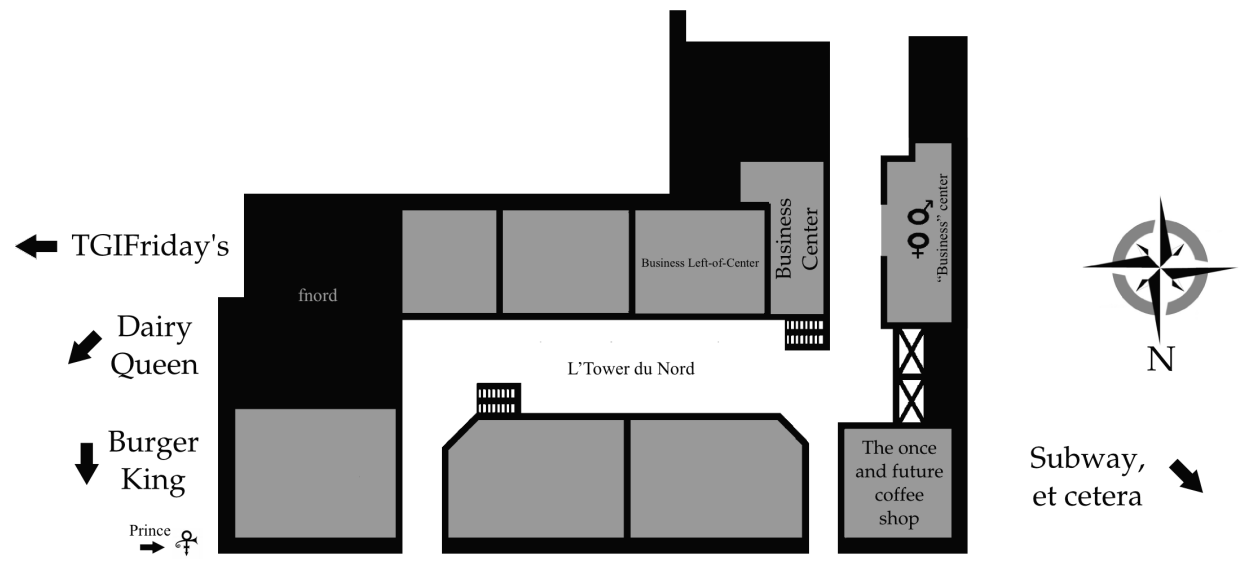 TGIFriday's
Dairy
Queen
Burger
King
Prince
fnord
Business Left-of-Center
Business
Center
"Business" center
L'Tower du Nord
The once
and future
coffee
shop
N
Subway,
et cetera